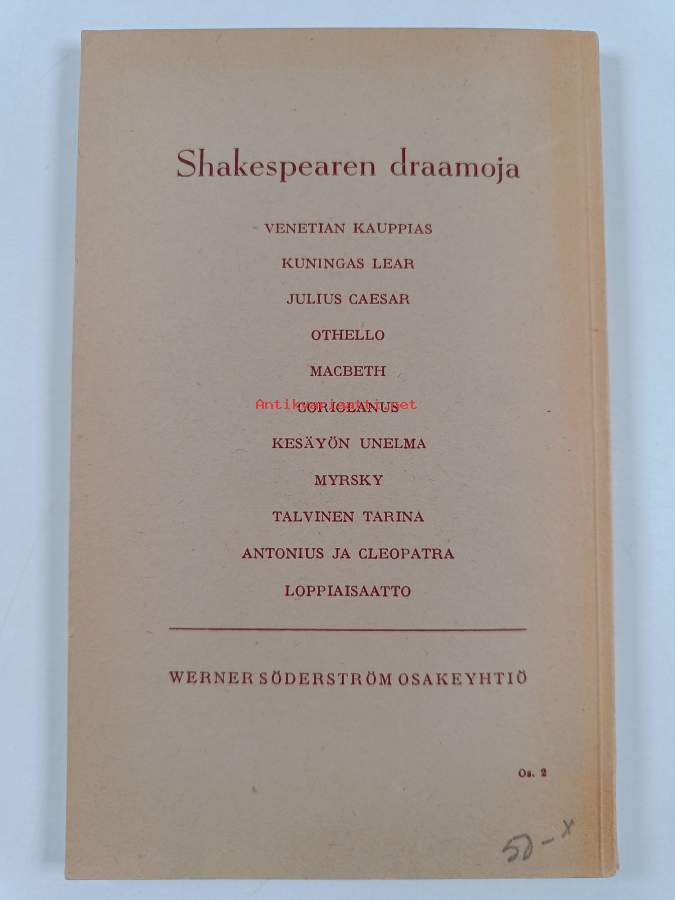 Shakespearen draamoja
VENETIAN KAUPPIAS
KUNINGAS LEAR
JULIUS CAESAR
OTHELLO
MACBETH
Antikvariaatti.net
CORIOLANUS
KESÄYÖN UNELMA
MYRSKY
TALVINEN TARINA
ANTONIUS JA CLEOPATRA
LOPPIAISAATTO
WERNER SÖDERSTRÖM OSAKEYHTIÖ
Os. 2
50 - x